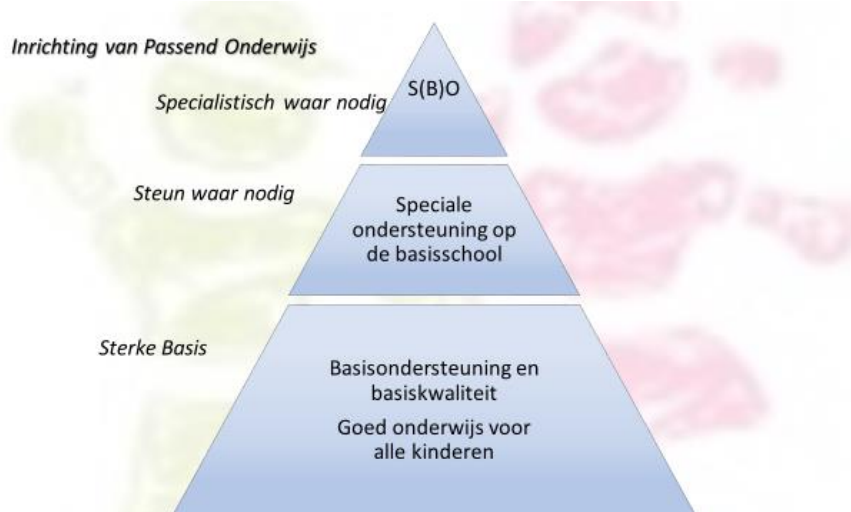 Inrichting van Passend Onderwijs
S(B)O
Specialistisch waar nodig
Steun waar nodig
Speciale
ondersteuning op
de basisschool
Sterke Basis
Basisondersteuning en
basiskwaliteit
Goed onderwijs voor
alle kinderen